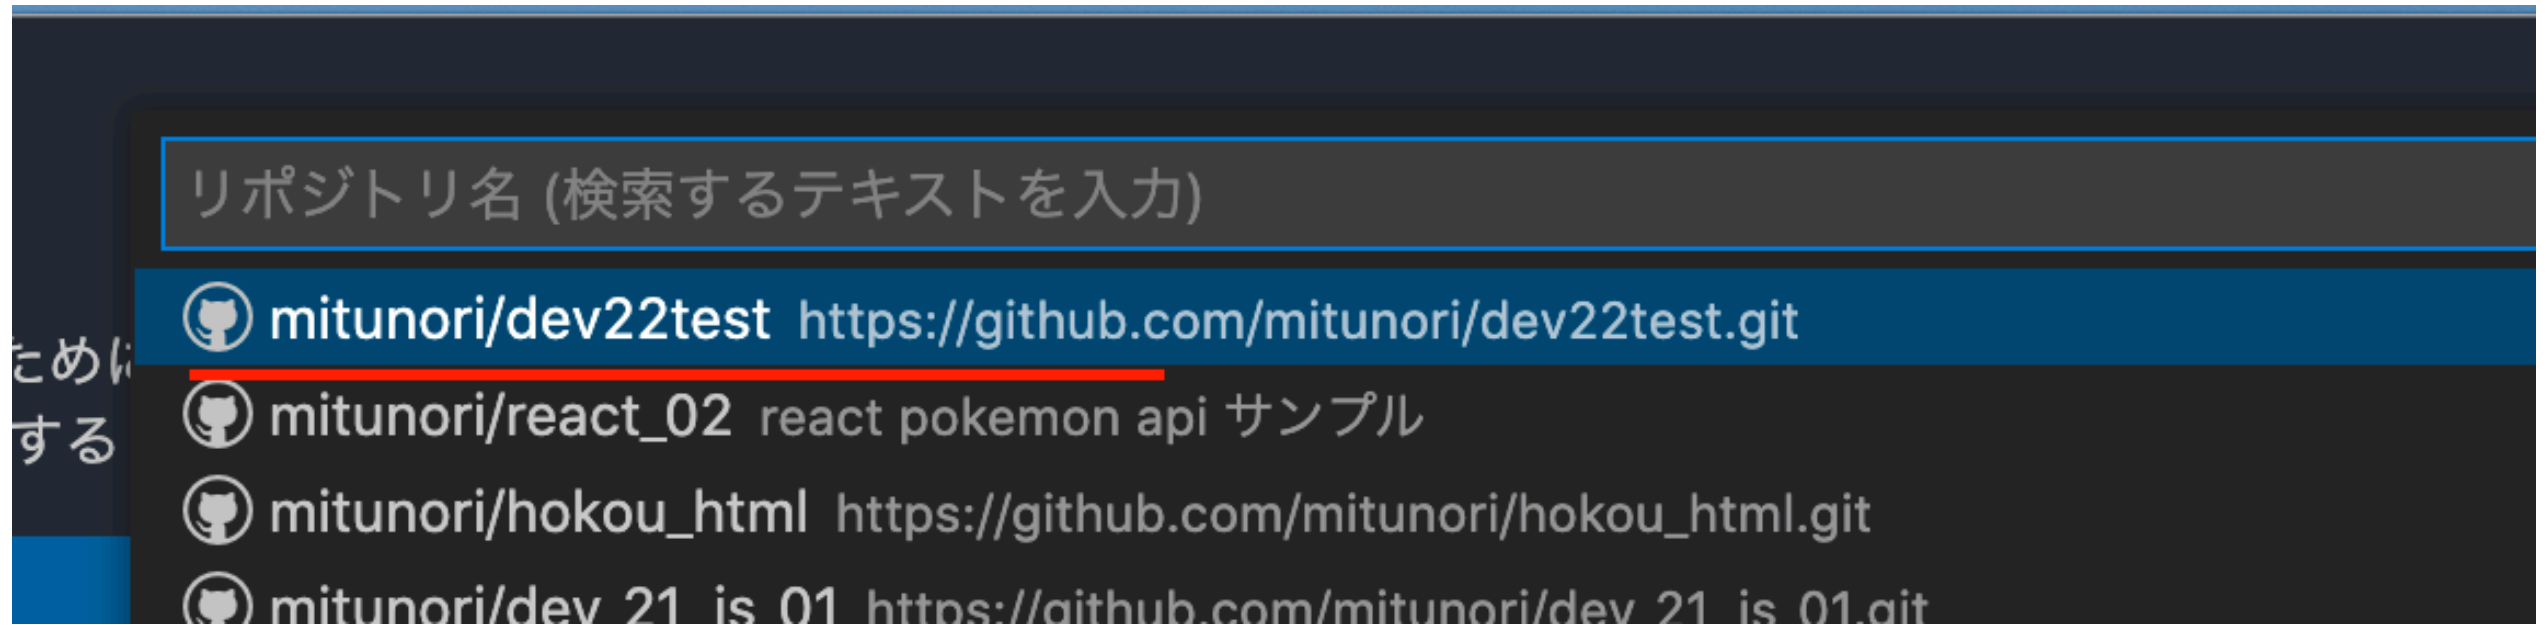 リポジトリ名 (検索するテキストを入力)
mitunori/dev22test https://github.com/mitunori/dev22test.git
ために
mitunori/react_02 react pokemon api サンプル
する
mitunori/hokou_html https://github.com/mitunori/hokou_html.git
mitunori/dev_21_js_01 https://github.com/mitunori/dev_21_js_01.git